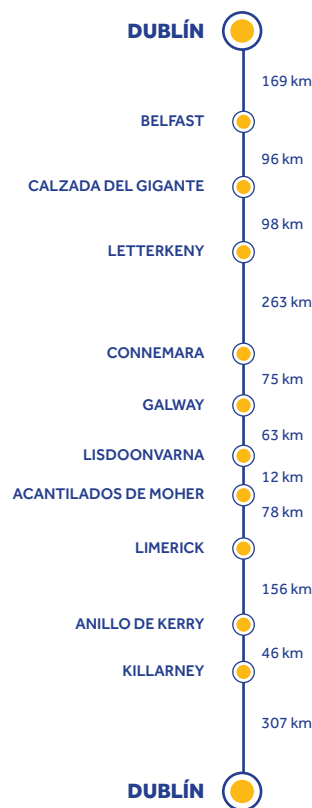 DUBLÍN
169 km
BELFAST
96 km
CALZADA DEL GIGANTE
98 km
LETTERKENY
263 km
CONNEMARA
75 km
GALWAY
63 km
LISDOONVARNA
12 km
ACANTILADOS DE MOHER
78 km
LIMERICK
156 km
ANILLO DE KERRY
46 km
KILLARNEY
307 km
DUBLÍN